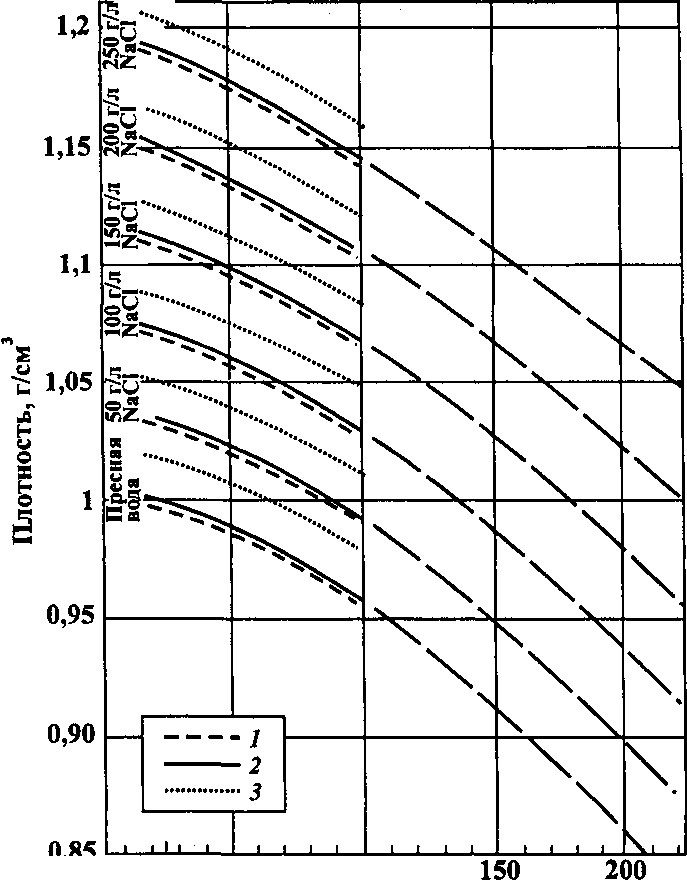 Плотность, г/см³
1,2
1,15
1,1
1,05
1
0,95
0,90
0.85
250 г/л
NaCl
200 г/л
NaCl
150 г/л
NaCl
100 г/л
NaCl
50 г/л
NaCl
Пресная
вода
1
2
3
150
200